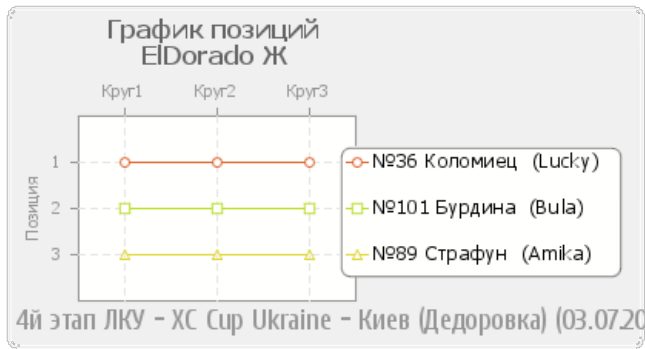 График позиций
ElDorado Ж
Круг1 Круг2 Круг3
Позиция
1
2
3
№36 Коломиец (Lucky)
№101 Бурдина (Bula)
№89 Страфун (Amika)
4й этап ЛКУ - XC Cup Ukraine - Киев (Дедоровка) (03.07.20